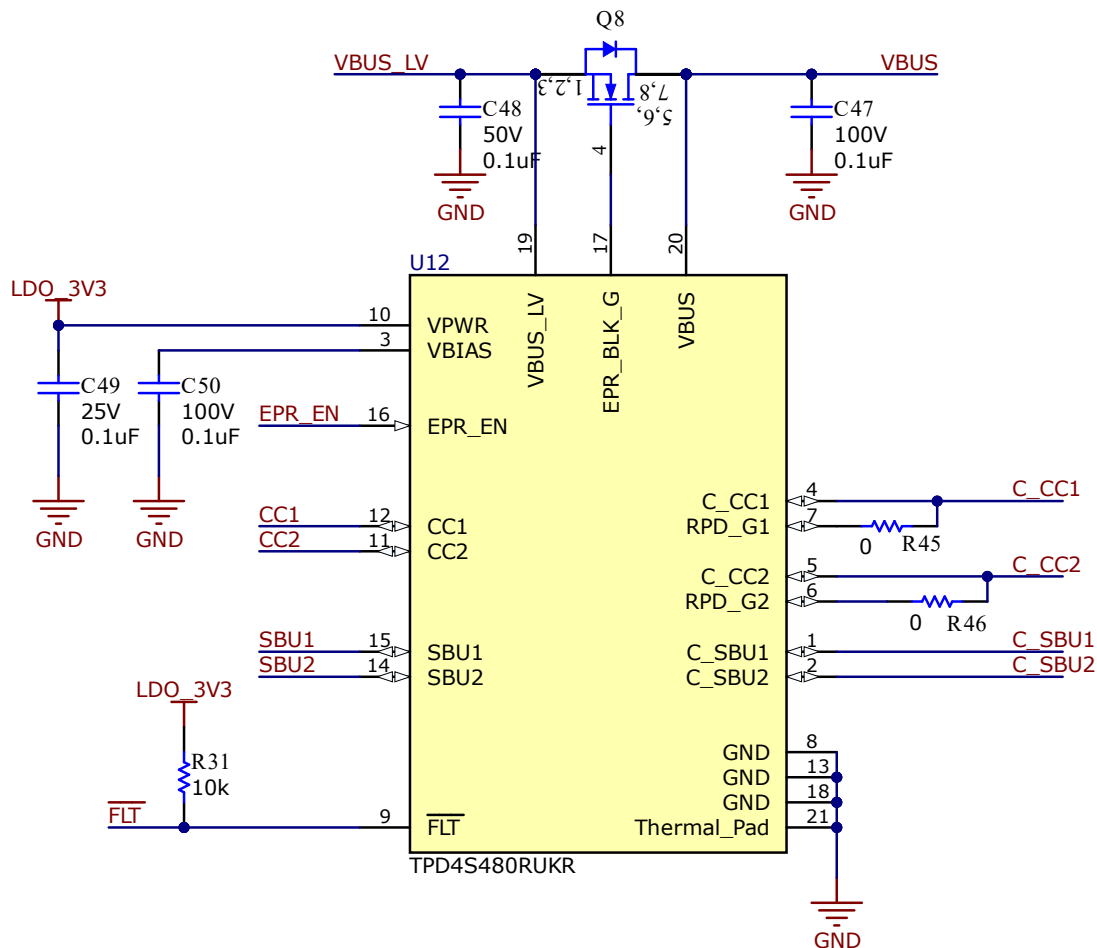 Q8
VBUS_LV
VBUS
1,2,3
7,8
5,6,
C48
50V
0.1uF
C47
100V
0.1uF
4
GND
GND
19
17
20
U12
LDO_3V3
10
VPWR
3
VBIAS
VBUS_LV
EPR_BLK_G
VBUS
C49
25V
0.1uF
C50
100V
0.1uF
EPR_EN
16
EPR_EN
GND
GND
C_CC1
4
C_CC1
RPD_G1
7
0
R45
CC1
12
CC1
CC2
11
CC2
C_CC2
5
C_CC2
RPD_G2
6
0
R46
SBU1
15
SBU1
SBU2
14
SBU2
C_SBU1
1
C_SBU1
C_SBU2
2
C_SBU2
LDO_3V3
R31
10k
GND
8
GND
13
GND
18
Thermal_Pad
21
FLT
9
FLT
TPD4S480RUKR
GND